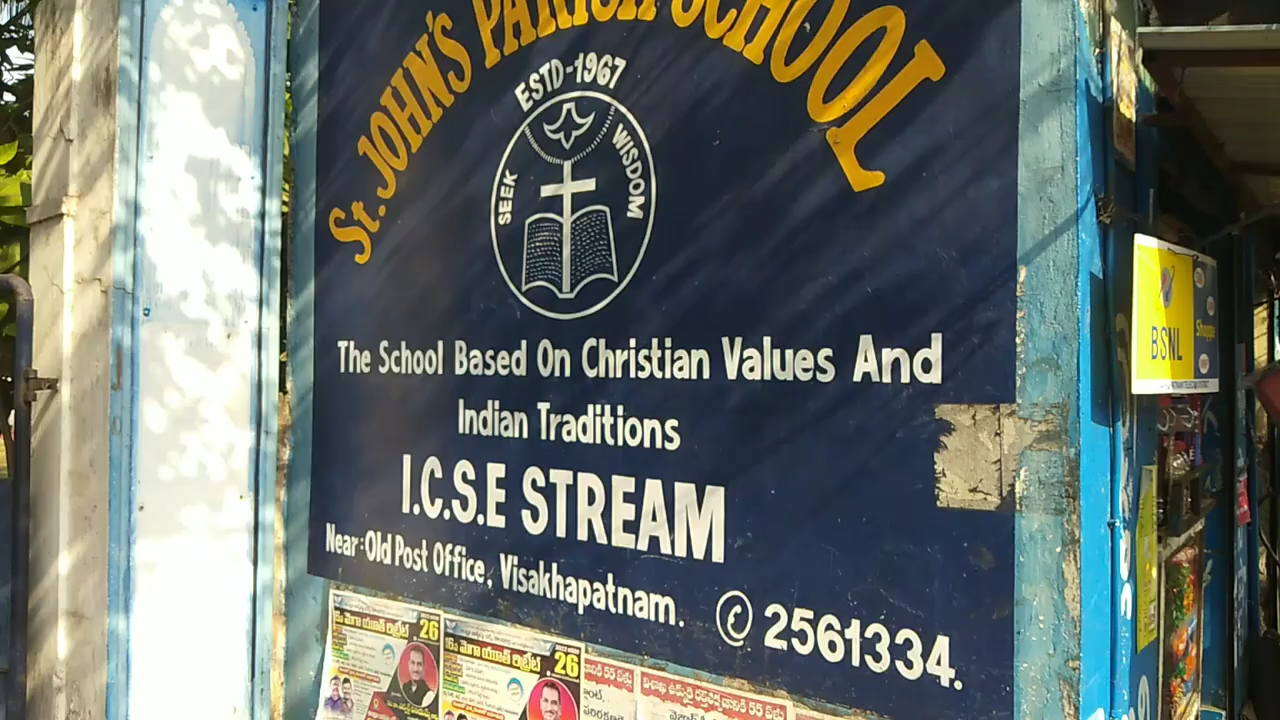 St. JOHN'S PARISH SCHOOL
ESTD-1967
SEEK WISDOM
The School Based On Christian Values And
Indian Traditions
I.C.S.E STREAM
Near:Old Post Office, Visakhapatnam. ✆ 2561334.
BSNL
26
మెగా యూత్ రిట్రీట్ .26